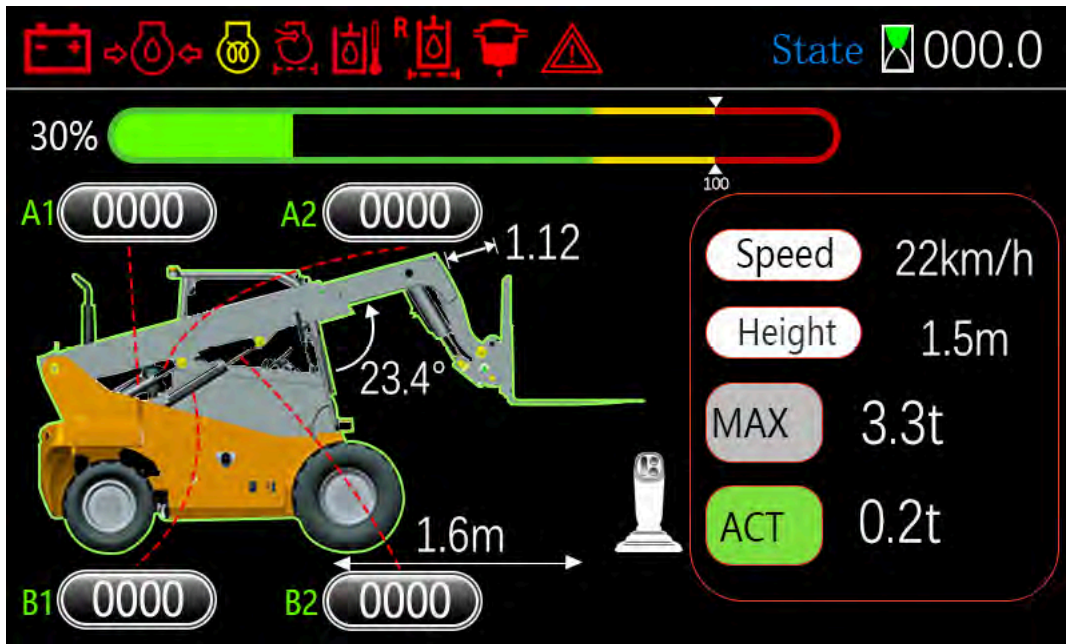 R
State 000.0
30%
100
A1 0000
A2 0000
1.12
23.4°
1.6m
B1 0000
B2 0000
Speed 22km/h
Height 1.5m
MAX 3.3t
ACT 0.2t